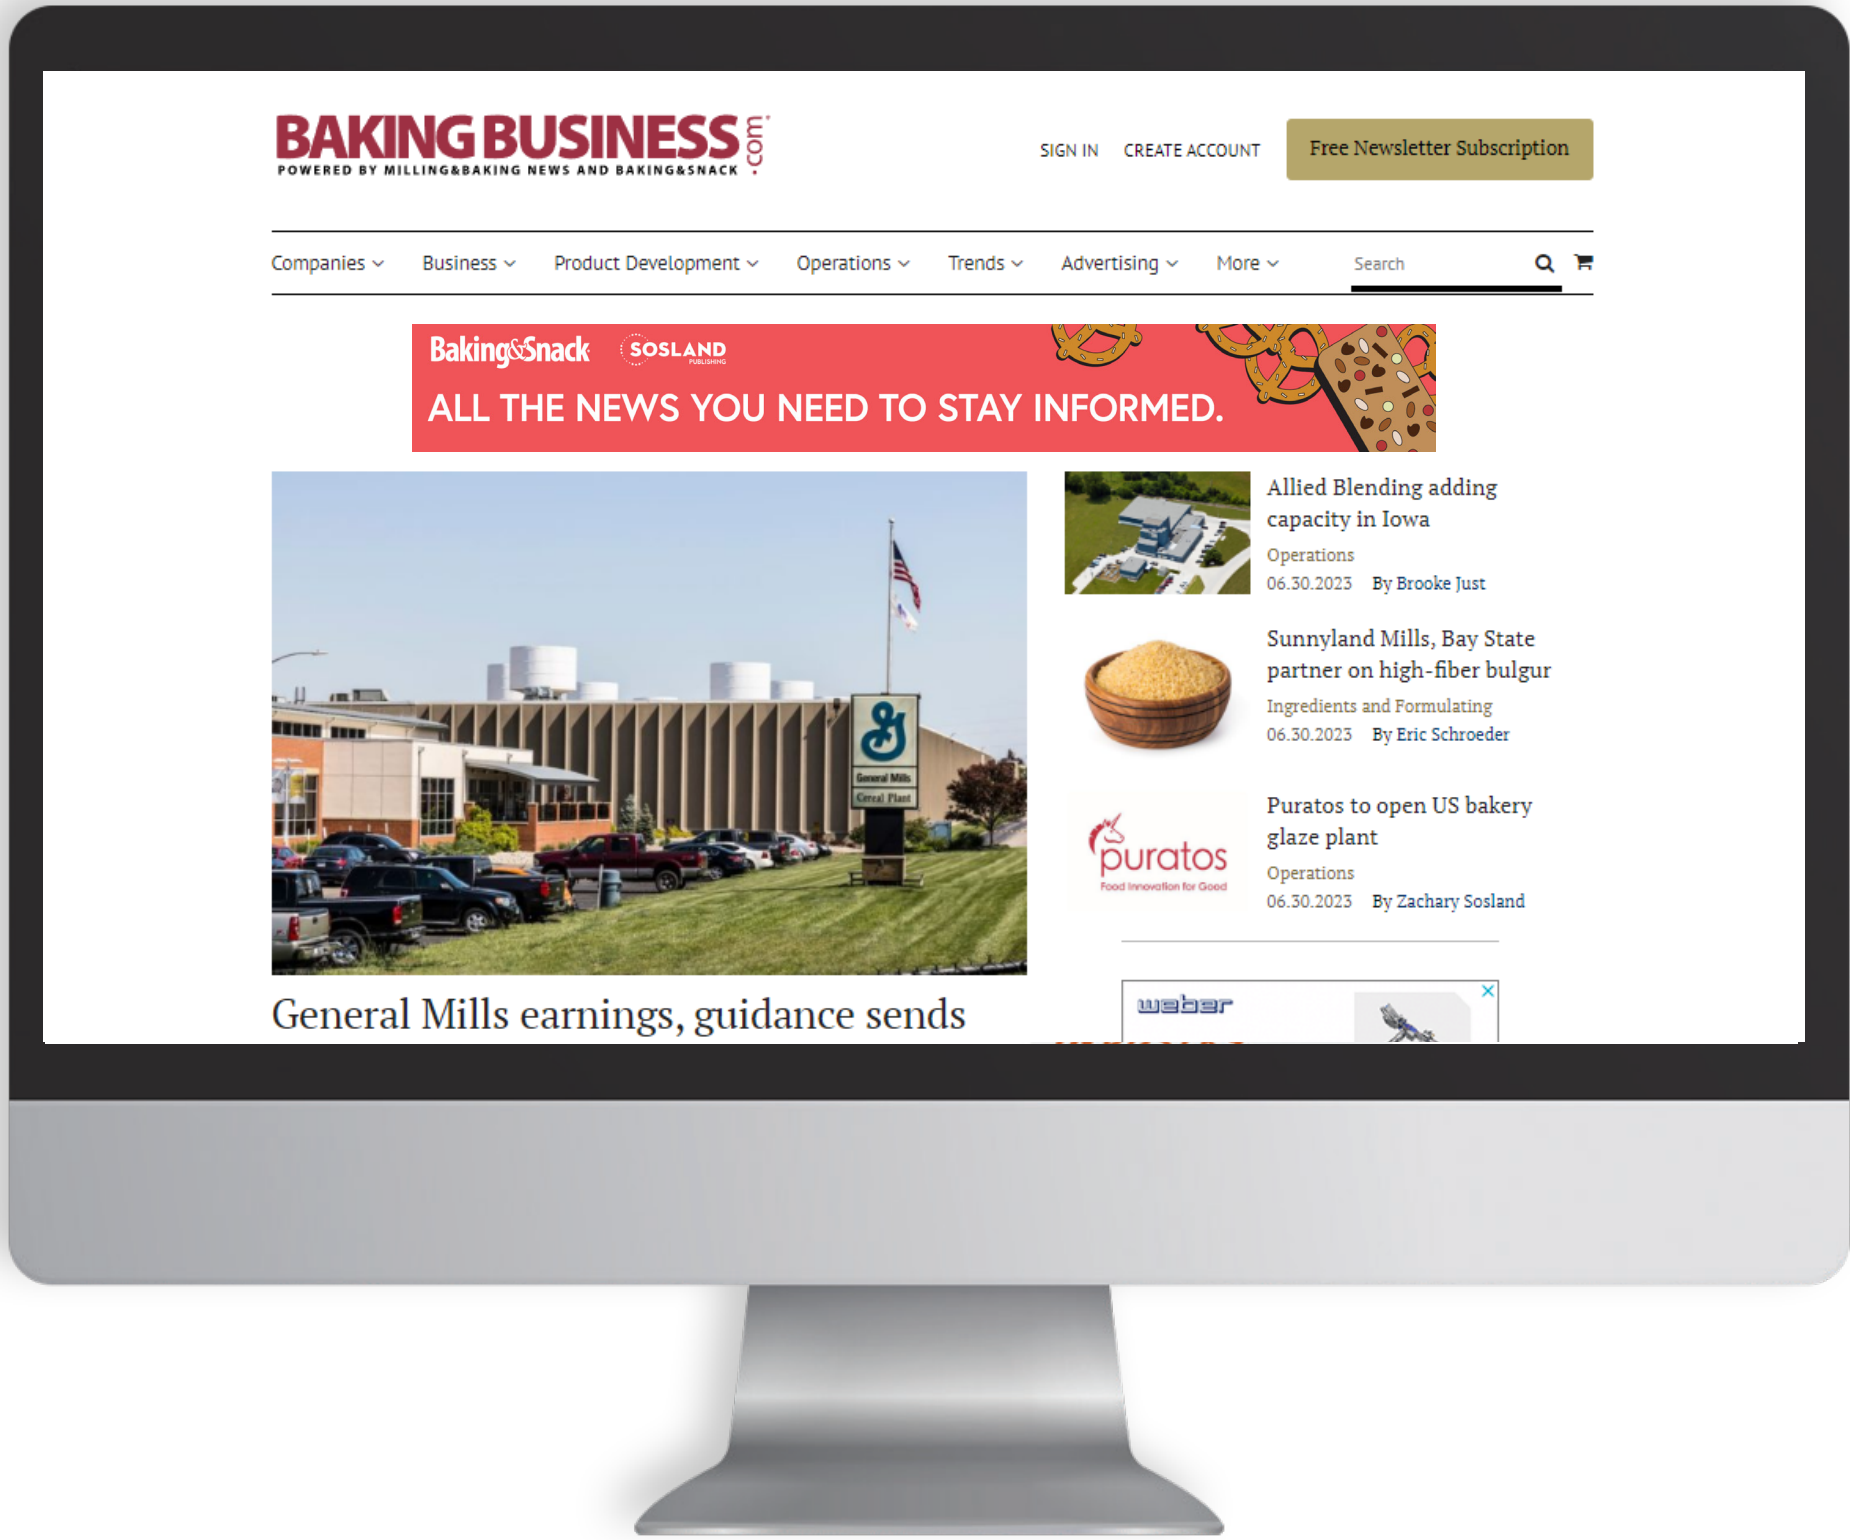 BAKING BUSINESS.com
POWERED BY MILLING&BAKING NEWS AND BAKING&SNACK
SIGN IN CREATE ACCOUNT Free Newsletter Subscription
Companies Business Product Development Operations Trends Advertising More Search
Baking&Snack SOSLAND
PUBLISHING
ALL THE NEWS YOU NEED TO STAY INFORMED.
General Mills
Cereal Plant
General Mills earnings, guidance sends
Allied Blending adding
capacity in Iowa
Operations
06.30.2023 By Brooke Just
Sunnyland Mills, Bay State
partner on high-fiber bulgur
Ingredients and Formulating
06.30.2023 By Eric Schroeder
puratos
Food Innovation for Good
Puratos to open US bakery
glaze plant
Operations
06.30.2023 By Zachary Sosland
weber